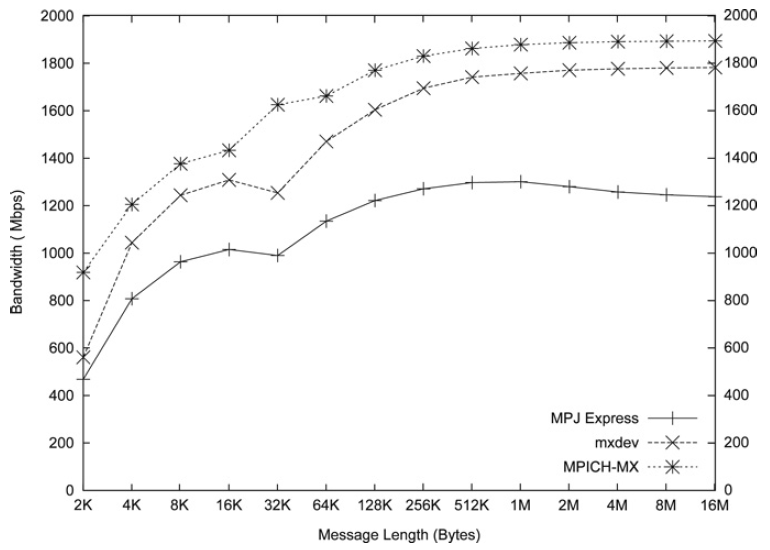 2000 2000
1800 1800
1600 1600
1400 1400
1200 1200
1000 1000
800 800
600 600
400 400
200 200
0 0
Bandwidth ( Mbps)
MPJ Express
mxdev
MPICH-MX
2K 4K 8K 16K 32K 64K 128K 256K 512K 1M 2M 4M 8M 16M
Message Length (Bytes)